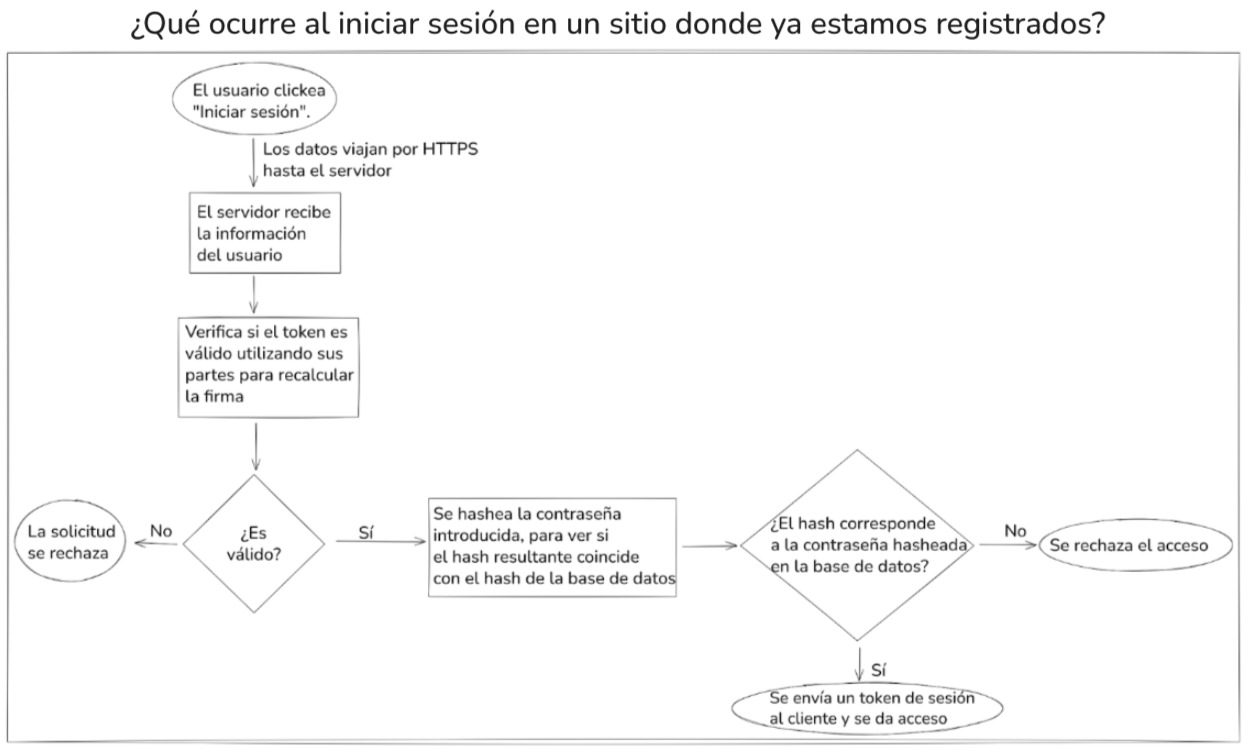 ¿Qué ocurre al iniciar sesión en un sitio donde ya estamos registrados?
El usuario clickea
"Iniciar sesión".
Los datos viajan por HTTPS
hasta el servidor
El servidor recibe
la información
del usuario
Verifica si el token es
válido utilizando sus
partes para recalcular
la firma
¿Es
válido?
No
La solicitud
se rechaza
Sí
Se hashea la contraseña
introducida, para ver si
el hash resultante coincide
con el hash de la base de datos
¿El hash corresponde
a la contraseña hasheada
en la base de datos?
No
Se rechaza el acceso
Sí
Se envía un token de sesión
al cliente y se da acceso